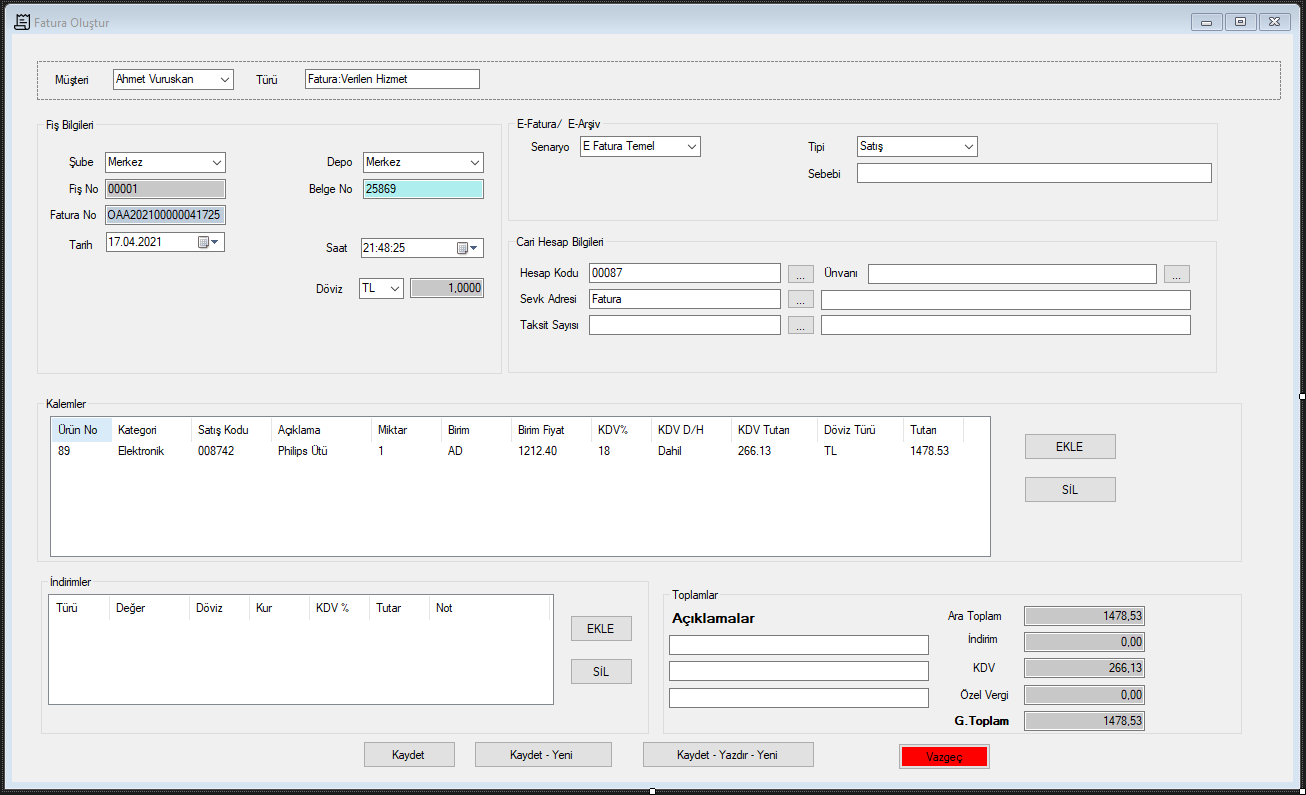 Fatura Oluştur
Müşteri Ahmet Vuruskan Türü Fatura:Verilen Hizmet
Fiş Bilgileri
Şube Merkez Depo Merkez
Fiş No 00001 Belge No 25869
Fatura No OAA202100000041725
Tarih 17.04.2021 Saat 21:48:25
Döviz TL 1,0000
E-Fatura/ E-Arşiv
Senaryo E Fatura Temel Tipi Satış
Sebebi
Cari Hesap Bilgileri
Hesap Kodu 00087 ... Ünvanı ...
Sevk Adresi Fatura ...
Taksit Sayısı ...
Kalemler
Ürün No Kategori Satış Kodu Açıklama Miktar Birim Birim Fiyat KDV% KDV D/H KDV Tutarı Döviz Türü Tutarı
89 Elektronik 008742 Philips Ütü 1 AD 1212.40 18 Dahil 266.13 TL 1478.53
EKLE
SİL
İndirimler
Türü Değer Döviz Kur KDV % Tutar Not
EKLE
SİL
Toplamlar
Açıklamalar
Ara Toplam 1478,53
İndirim 0,00
KDV 266,13
Özel Vergi 0,00
G.Toplam 1478,53
Kaydet Kaydet - Yeni Kaydet - Yazdır - Yeni Vazgeç